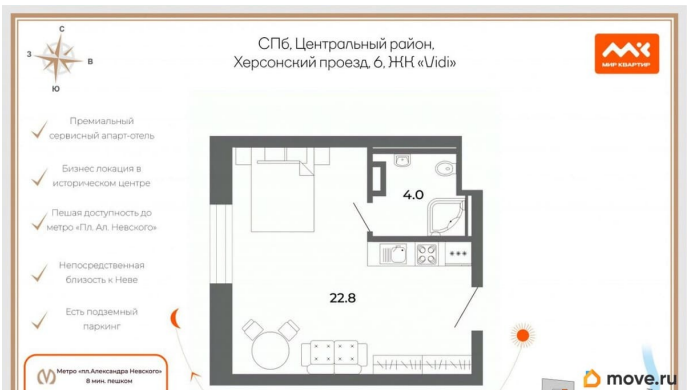 С
З
В
Ю
СПб, Центральный район,
Херсонский проезд, 6, ЖК «Vidi»
МИР КВАРТИР
Премиальный
сервисный апарт-отель
Бизнес локация в
историческом центре
Пешая доступность до
метро «Пл. Ал. Невского»
Непосредственная
близость к Неве
Есть подземный
паркинг
Метро «пл.Александра Невского»
8 мин. пешком
4.0
22.8
move.ru